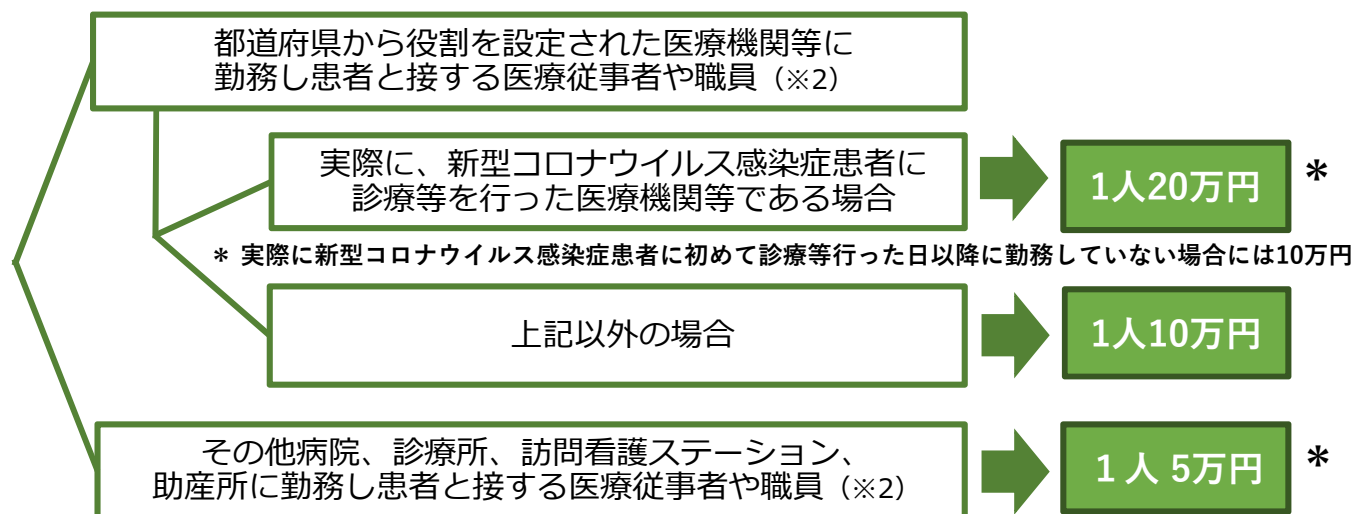 都道府県から役割を設定された医療機関等に
勤務し患者と接する医療従事者や職員（※2）
実際に、新型コロナウイルス感染症患者に
診療等を行った医療機関等である場合
1人20万円
*
* 実際に新型コロナウイルス感染症患者に初めて診療等行った日以降に勤務していない場合には10万円
上記以外の場合
1人10万円
その他病院、診療所、訪問看護ステーション、
助産所に勤務し患者と接する医療従事者や職員（※2）
1人 5万円
*